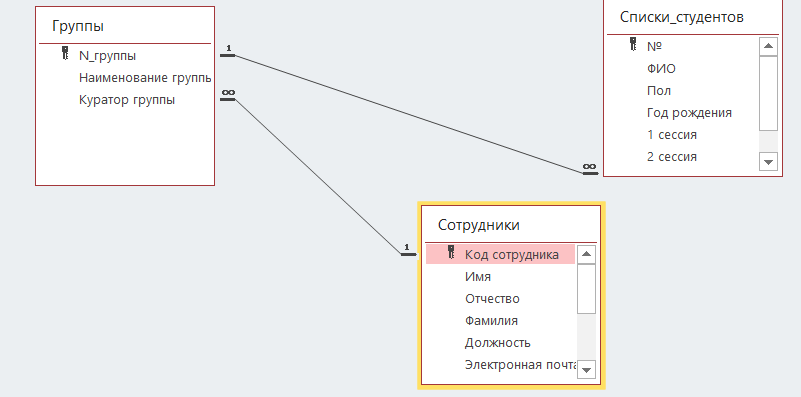 Группы
N_группы
Наименование группь
Куратор группы
1
∞
Списки_студентов
№
ФИО
Пол
Год рождения
1 сессия
2 сессия
∞
Сотрудники
1
Код сотрудника
Имя
Отчество
Фамилия
Должность
Электронная почта